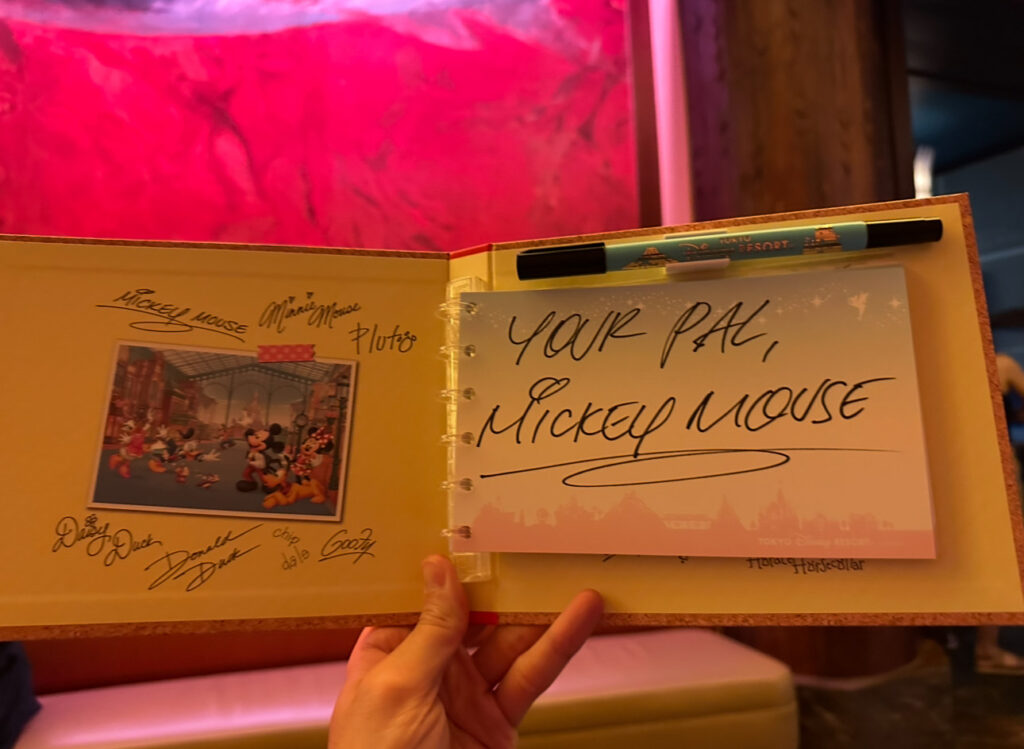 Mickey Mouse
Minnie Mouse
Pluto
Daisy Duck
Donald Duck
chip dale
Goofy
TOKYO Disney RESORT
YOUR PAL,
MICKEY MOUSE
TOKYO Disney RESORT
Horace Horsecollar